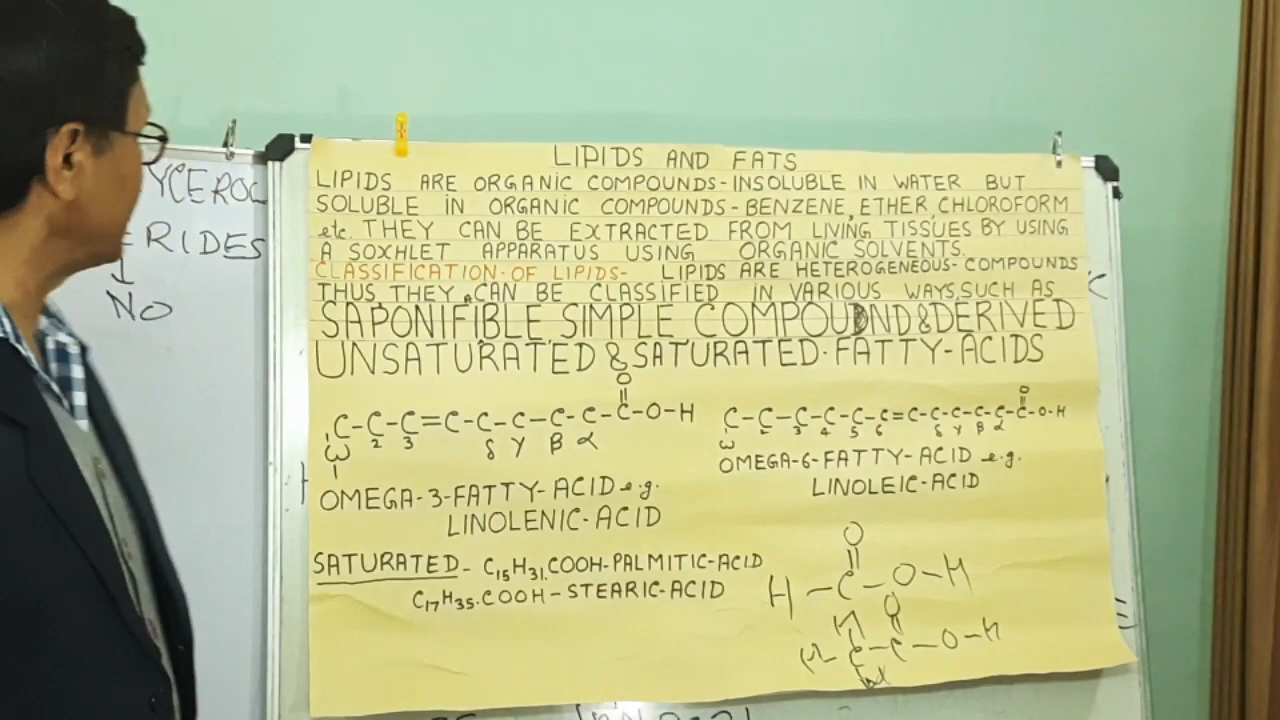 YCEROL
ERIDES
NO
LIPIDS AND FATS
LIPIDS ARE ORGANIC COMPOUNDS-INSOLUBLE IN WATER BUT
SOLUBLE IN ORGANIC COMPOUNDS-BENZENE, ETHER, CHLOROFORM
etc. THEY CAN BE EXTRACTED FROM LIVING TISSUES BY USING
A SOXHLET APPARATUS USING ORGANIC SOLVENTS.
CLASSIFICATION-OF LIPIDS- LIPIDS ARE HETEROGENEOUS-COMPOUNDS
THUS, THEY CAN BE CLASSIFIED IN VARIOUS WAYS, SUCH AS
SAPONIFIBLE SIMPLE COMPOUND & DERIVED
UNSATURATED & SATURATED-FATTY-ACIDS
O
C-C-C=C-C-C-C-C-C-O-H
ω 2 3 δ γ β α
OMEGA-3-FATTY-ACID e.g.
LINOLENIC-ACID
O
C-C-C-C-C-C=C-C-C-C-C-C-O-H
ω 2 3 4 5 6 δ γ β α
OMEGA-6-FATTY-ACID e.g.
LINOLEIC-ACID
SATURATED- C15H31.COOH-PALMITIC-ACID
C17H35.COOH-STEARIC-ACID
O
H-C-O-H
O
C-C-O-H